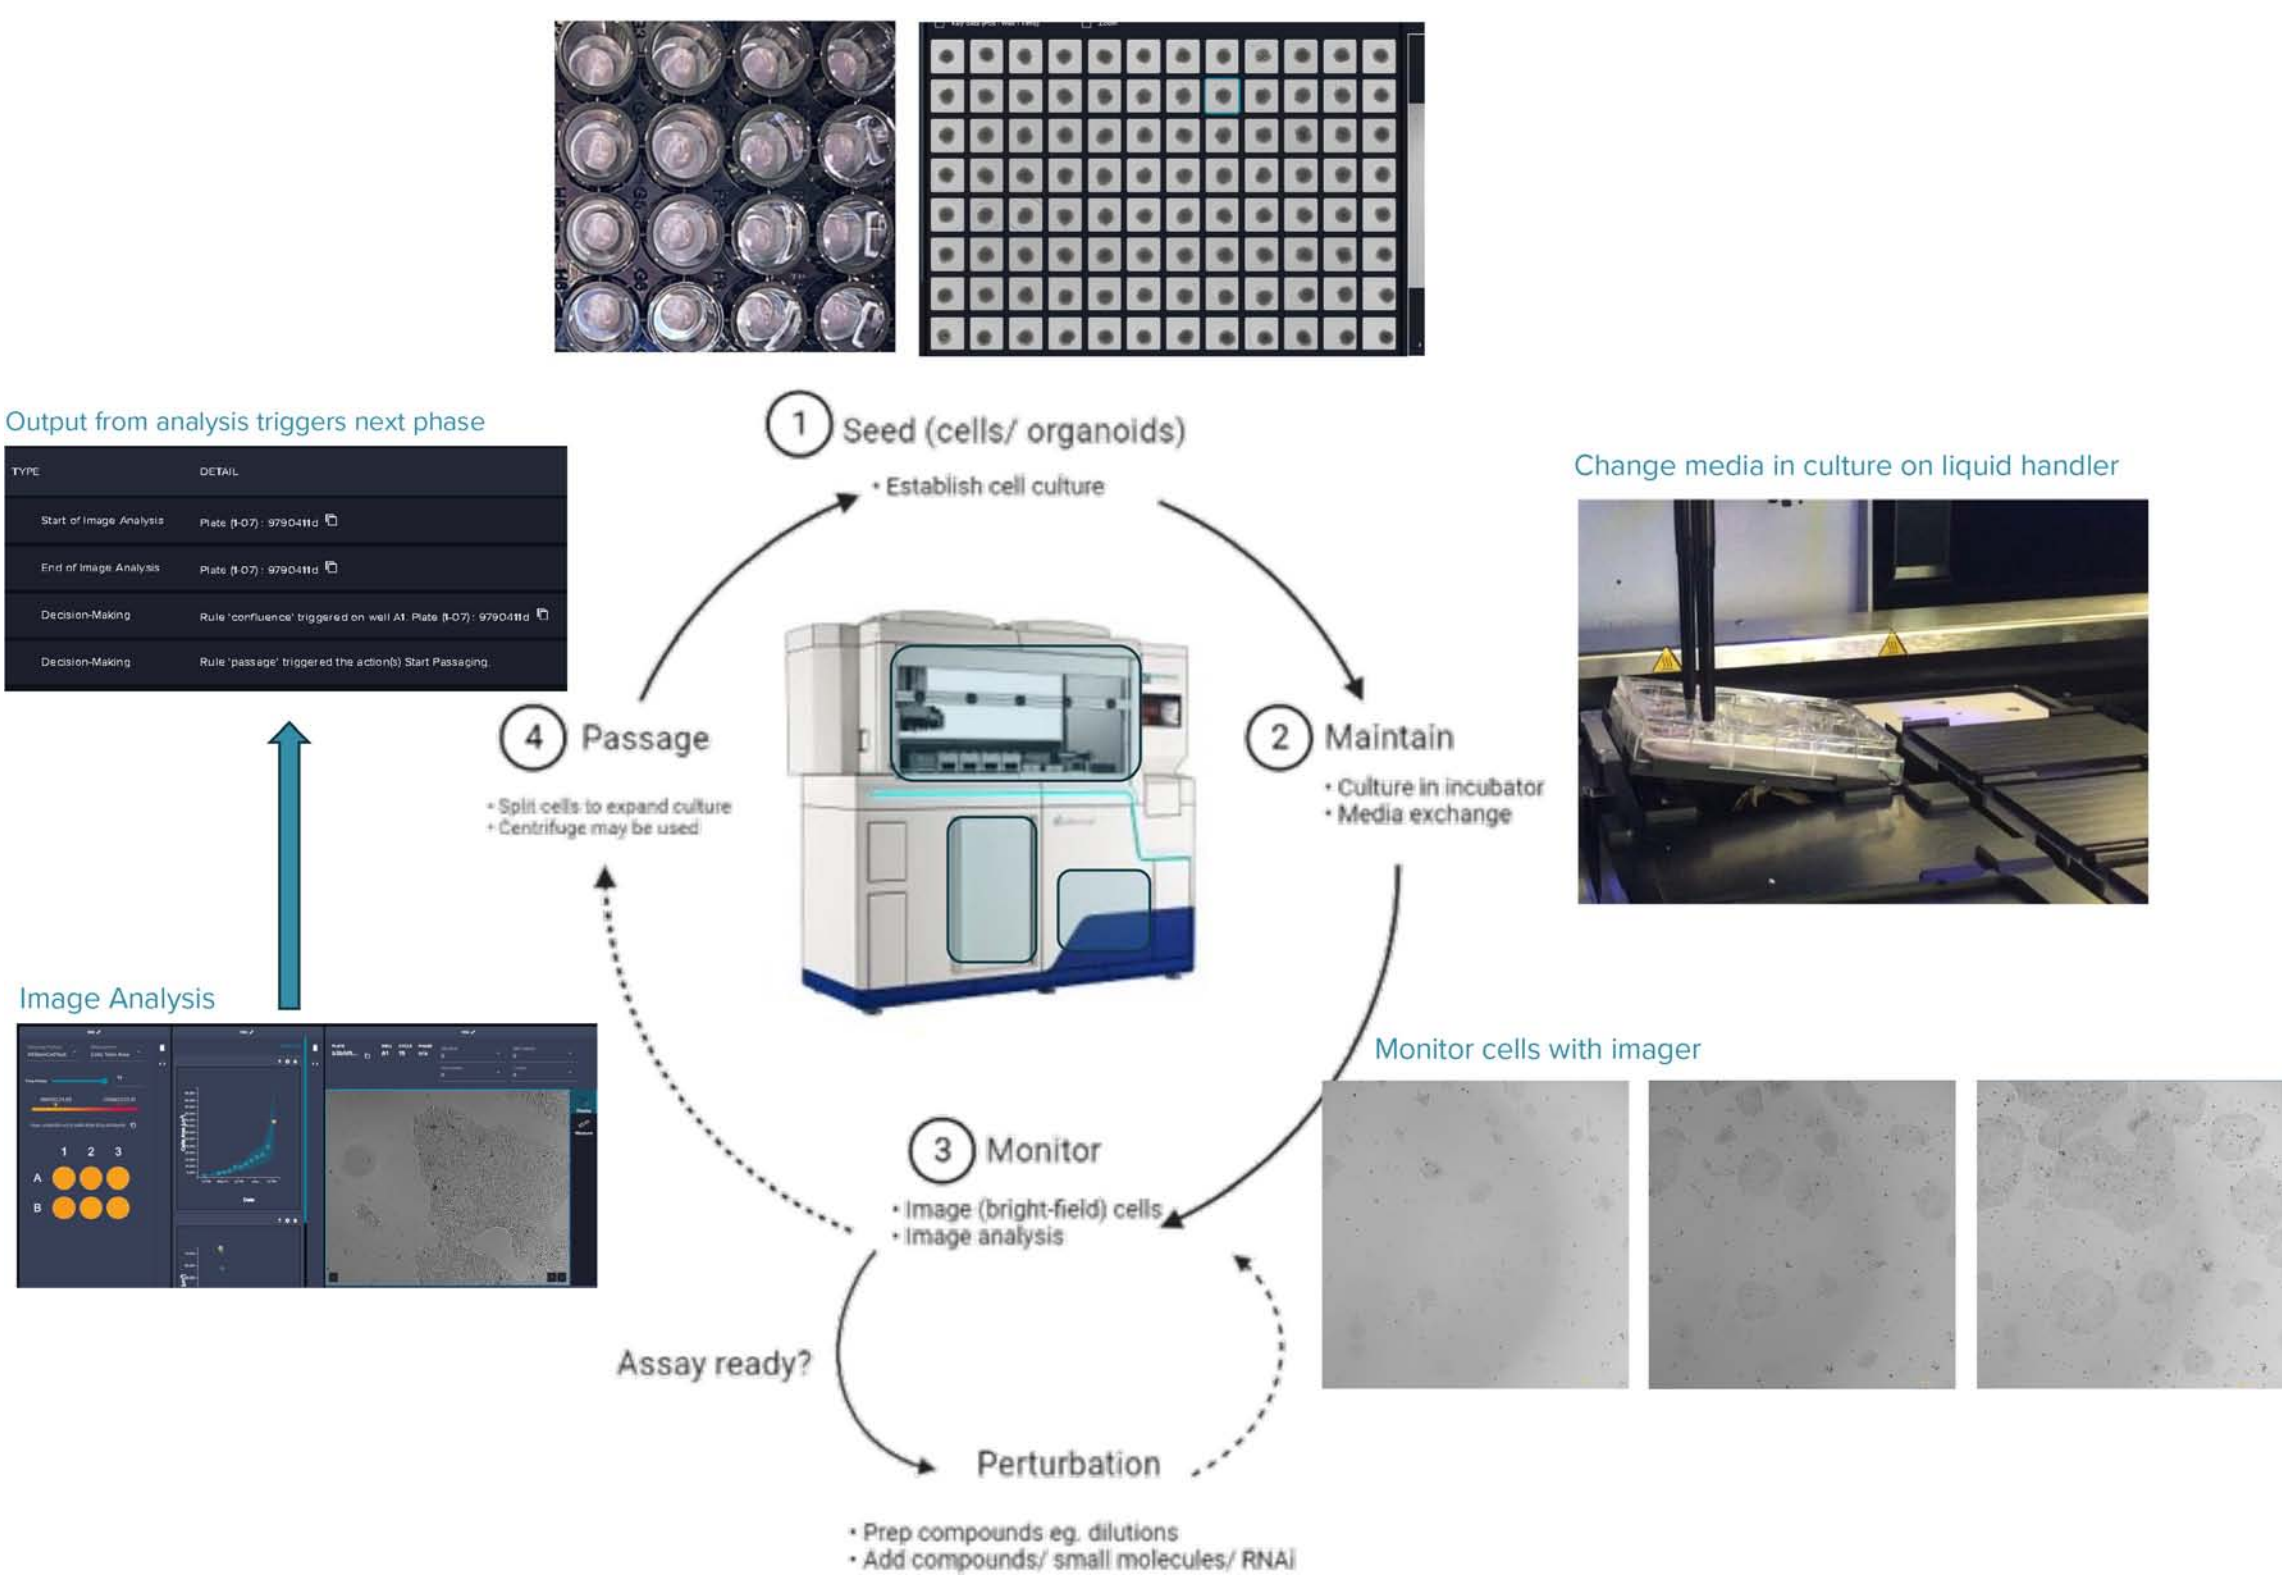 Output from analysis triggers next phase
TYPE DETAIL
Start of Image Analysis Plate (1-07) : 9790411d
End of Image Analysis Plate (1-07) : 9790411d
Decision-Making Rule 'confluence' triggered on well A1. Plate (1-07) : 9790411d
Decision-Making Rule 'passage' triggered the action(s) Start Passaging.
1 Seed (cells/ organoids)
• Establish cell culture
Change media in culture on liquid handler
2 Maintain
• Culture in incubator
• Media exchange
4 Passage
• Split cells to expand culture
• Centrifuge may be used
Image Analysis
1 2 3
A
B
Monitor cells with imager
3 Monitor
• Image (bright-field) cells
• Image analysis
Assay ready?
Perturbation
• Prep compounds eg. dilutions
• Add compounds/ small molecules/ RNAi